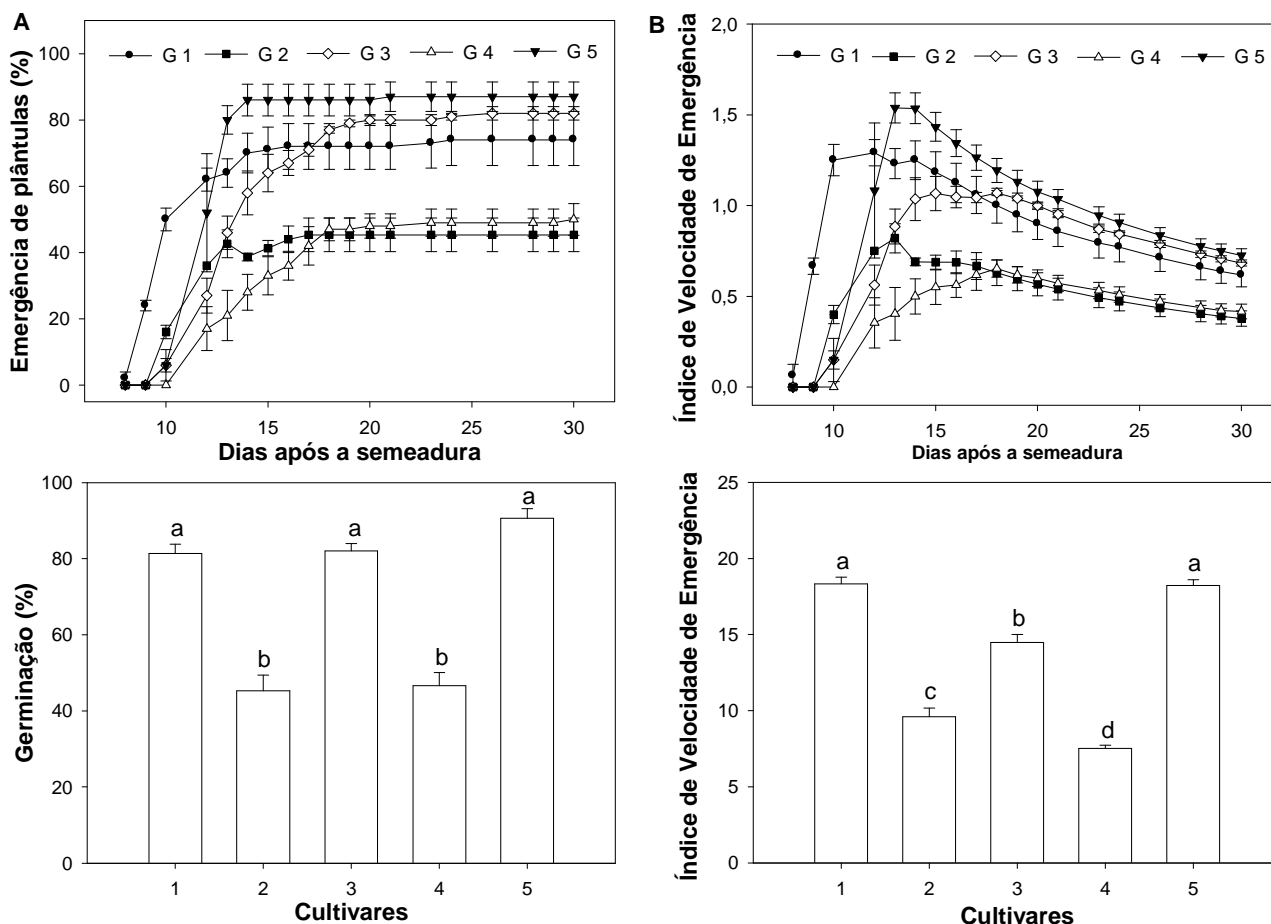 A
Emergência de plântulas (%)
100
80
60
40
20
0
G 1 G 2 G 3 G 4 G 5
10 15 20 25 30
Dias após a semeadura
B
Índice de Velocidade de Emergência
2,0
1,5
1,0
0,5
0,0
G 1 G 2 G 3 G 4 G 5
10 15 20 25 30
Dias após a semeadura
Germinação (%)
100
80
60
40
20
0
a b a b a
1 2 3 4 5
Cultivares
Índice de Velocidade de Emergência
25
20
15
10
5
0
a c b d a
1 2 3 4 5
Cultivares